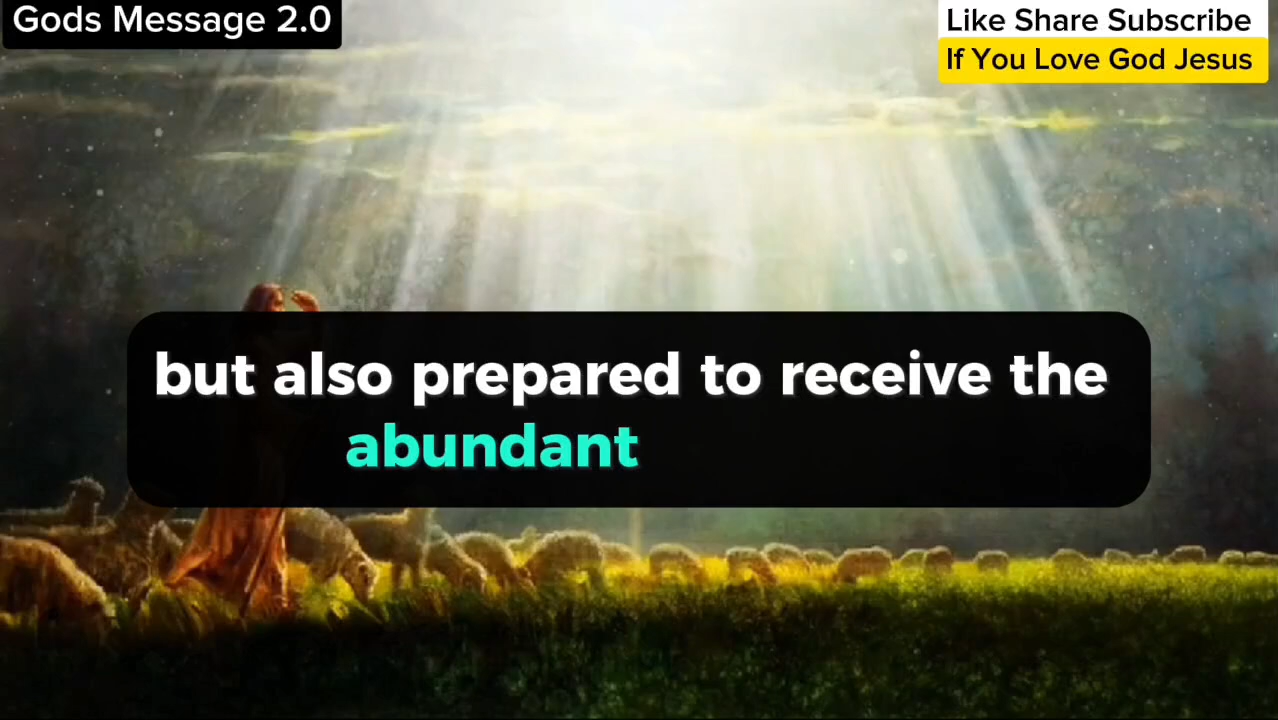 Gods Message 2.0
Like Share Subscribe
If You Love God Jesus
but also prepared to receive the
abundant